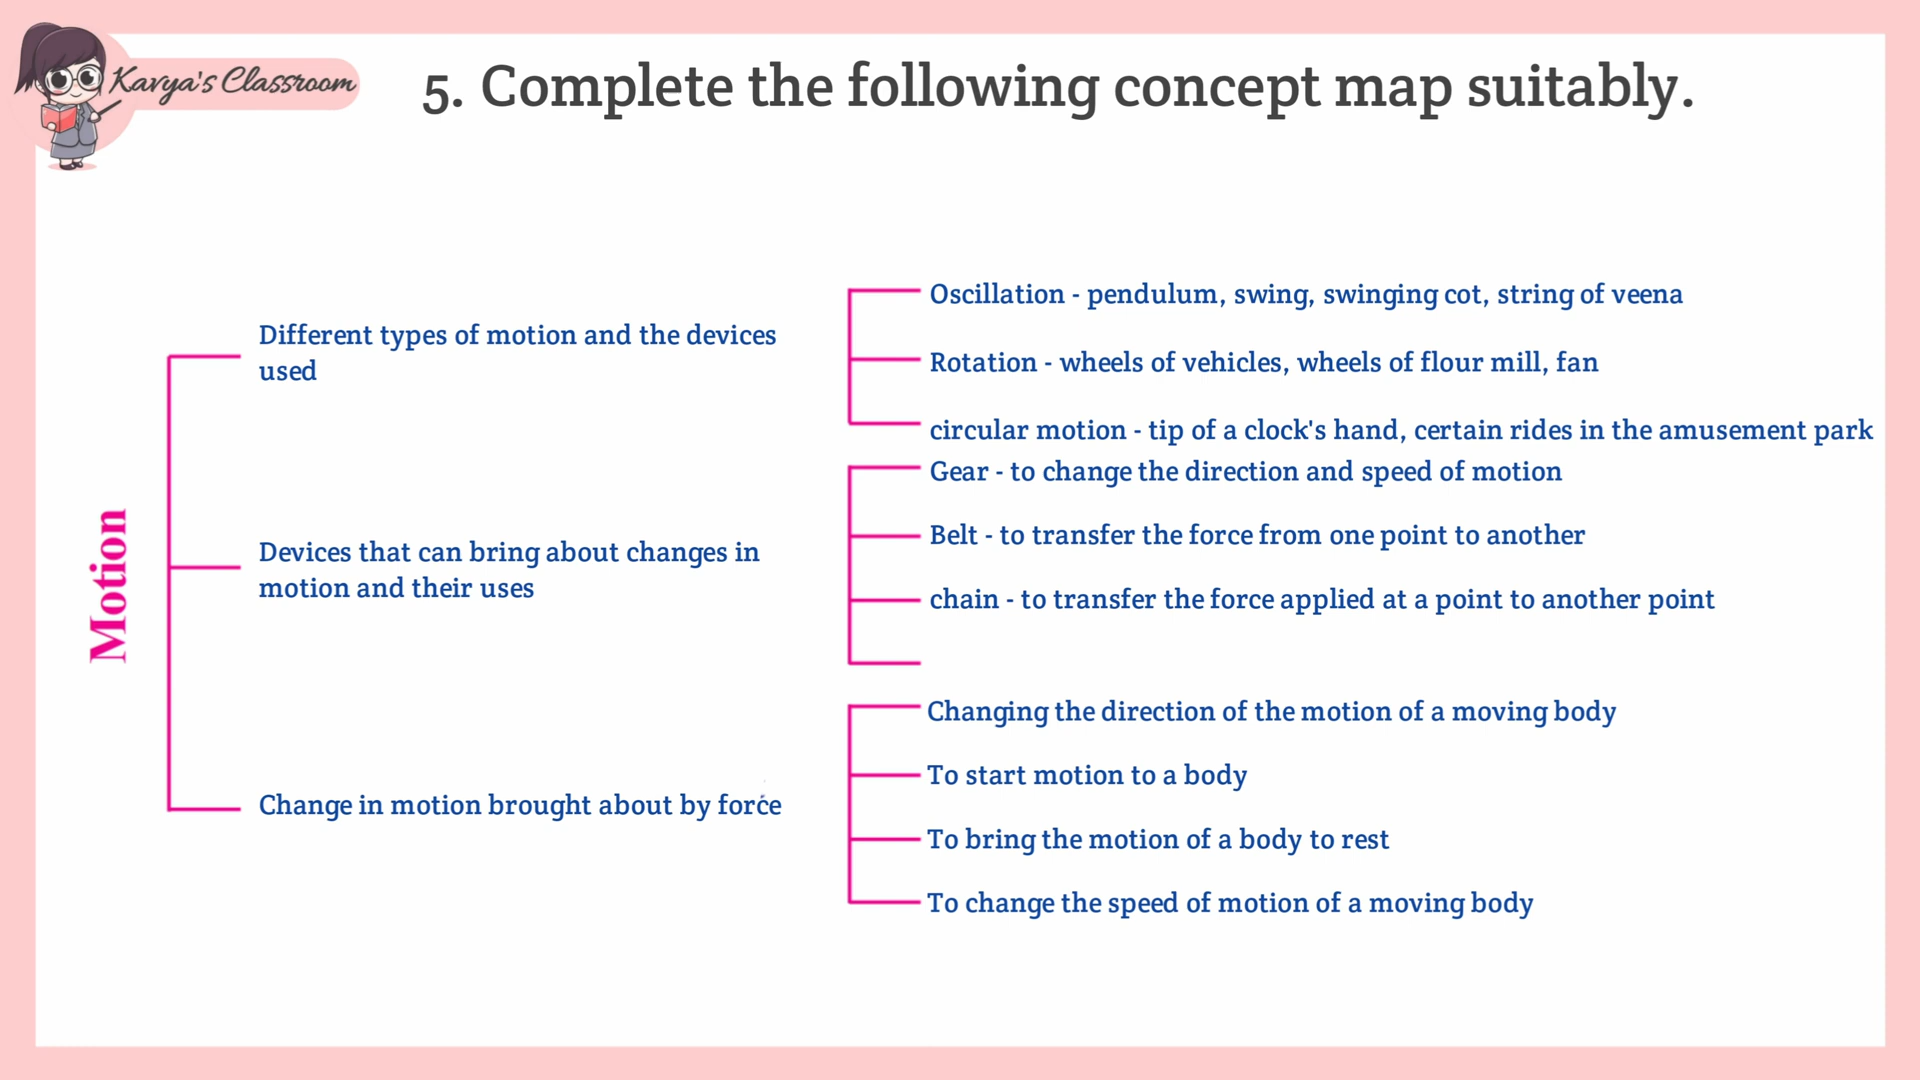 Karya's Classroom
5. Complete the following concept map suitably.
Motion
Different types of motion and the devices
used
Oscillation - pendulum, swing, swinging cot, string of veena
Rotation - wheels of vehicles, wheels of flour mill, fan
circular motion - tip of a clock's hand, certain rides in the amusement park
Devices that can bring about changes in
motion and their uses
Gear - to change the direction and speed of motion
Belt - to transfer the force from one point to another
chain - to transfer the force applied at a point to another point
Change in motion brought about by force
Changing the direction of the motion of a moving body
To start motion to a body
To bring the motion of a body to rest
To change the speed of motion of a moving body